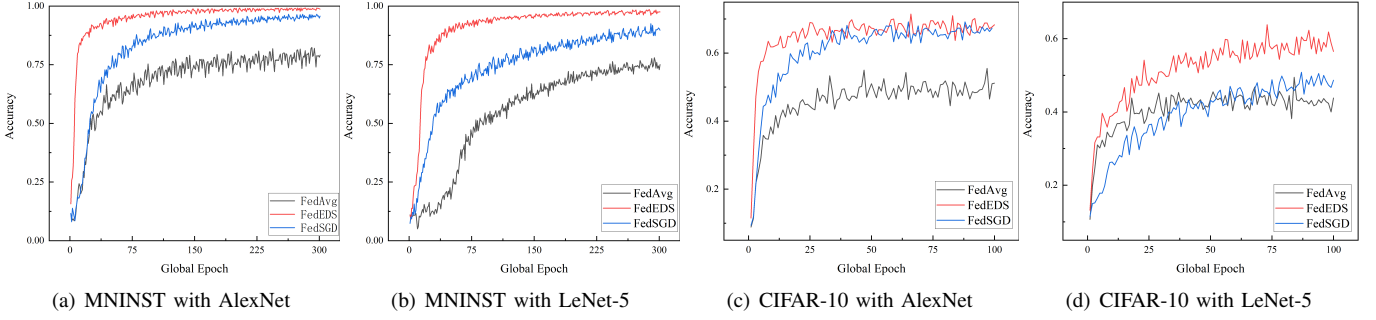 1.00
0.75
0.50
0.25
0.00
Accuracy
0
75
150
225
300
Global Epoch
FedAvg
FedEDS
FedSGD
(a) MNINST with AlexNet
1.00
0.75
0.50
0.25
0.00
Accuracy
0
75
150
225
300
Global Epoch
FedAvg
FedEDS
FedSGD
(b) MNINST with LeNet-5
0.6
0.4
0.2
Accuracy
0
25
50
75
100
Global Epoch
FedAvg
FedEDS
FedSGD
(c) CIFAR-10 with AlexNet
0.6
0.4
0.2
Accuracy
0
25
50
75
100
Global Epoch
FedAvg
FedEDS
FedSGD
(d) CIFAR-10 with LeNet-5